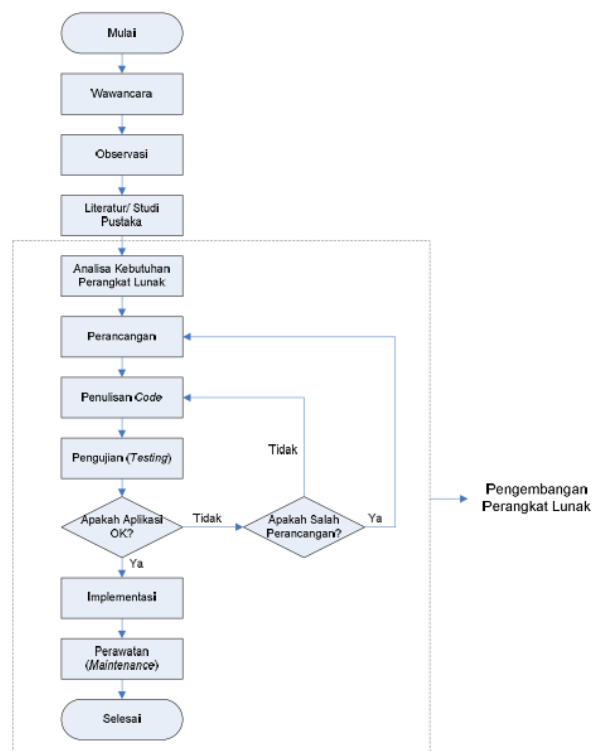 Mulai
Wawancara
Observasi
Literatur/ Studi
Pustaka
Analisa Kebutuhan
Perangkat Lunak
Perancangan
Penulisan Code
Tidak
Pengujian (Testing)
Apakah Aplikasi
OK?
Tidak
Apakah Salah
Perancangan?
Ya
Pengembangan
Perangkat Lunak
Ya
Implementasi
Perawatan
(Maintenance)
Selesai